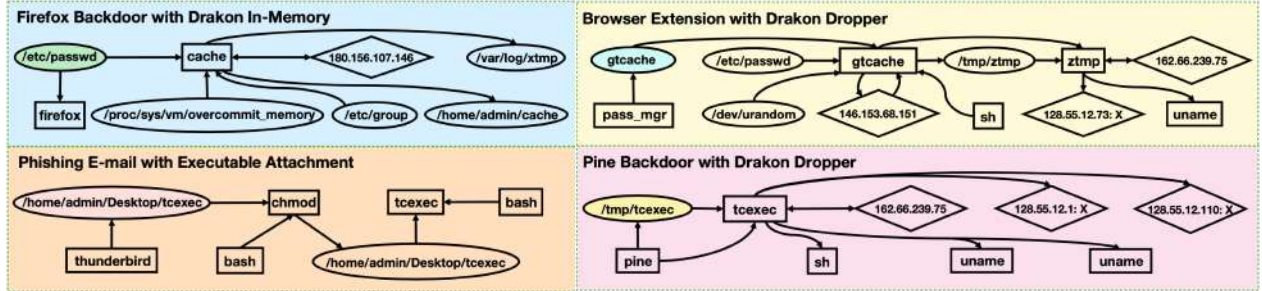 Firefox Backdoor with Drakon In-Memory
/etc/passwd
cache
180.156.107.146
/var/log/xtmp
firefox
/proc/sys/vm/overcommit_memory
/etc/group
/home/admin/cache
Browser Extension with Drakon Dropper
gtcache
/etc/passwd
gtcache
/tmp/ztmp
ztmp
162.66.239.75
pass_mgr
/dev/urandom
146.153.68.151
sh
128.55.12.73: X
uname
Phishing E-mail with Executable Attachment
/home/admin/Desktop/tcexec
chmod
tcexec
bash
thunderbird
bash
/home/admin/Desktop/tcexec
Pine Backdoor with Drakon Dropper
/tmp/tcexec
tcexec
162.66.239.75
128.55.12.1: X
128.55.12.110: X
pine
sh
uname
uname